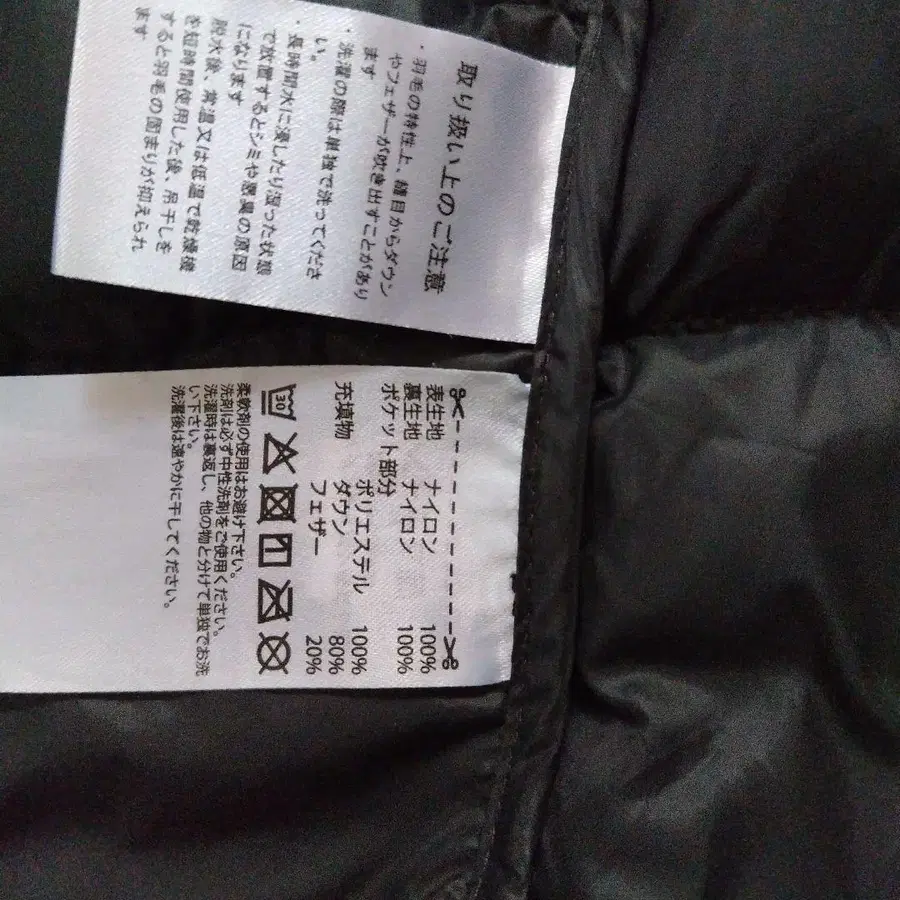 取り扱い上のご注意
・羽毛の特性上、縫目からダウン
やフェザーが吹き出すことがあり
ます
・洗濯の際は単独で洗ってくださ
い。
・長時間水に浸したり湿った状態
で放置するとシミや悪臭の原因
になります
・脱水後、常温又は低温で乾燥機
を短時間使用した後、吊干しを
すると羽毛の固まりが抑えられ
ます
表生地 ナイロン 100%
裏生地 ナイロン 100%
ポケット部分
ポリエステル 100%
充填物 ダウン 80%
フェザー 20%
30
柔軟剤の使用はお避け下さい。
洗剤は必ず中性洗剤をご使用ください。
洗濯時は裏返し、他の物と分けて単独でお洗
い下さい。
洗濯後は速やかに干してください。